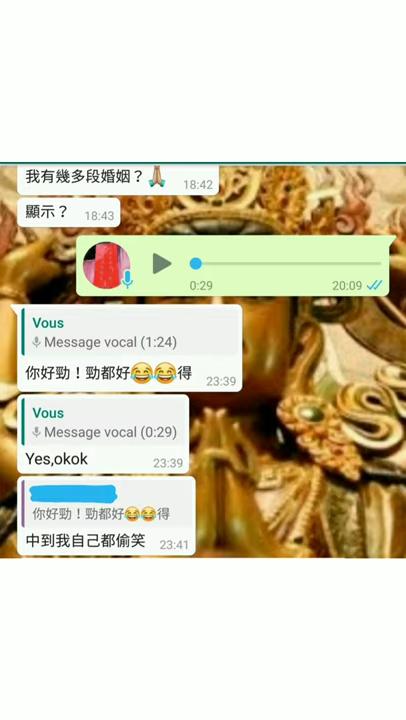 我有幾多段婚姻？🙏🏽
18:42
顯示？
18:43
0:29
20:09
Vous
Message vocal (1:24)
你好勁！勁都好😂😂得
23:39
Vous
Message vocal (0:29)
Yes,okok
23:39
你好勁！勁都好😂😂得
中到我自己都偷笑
23:41